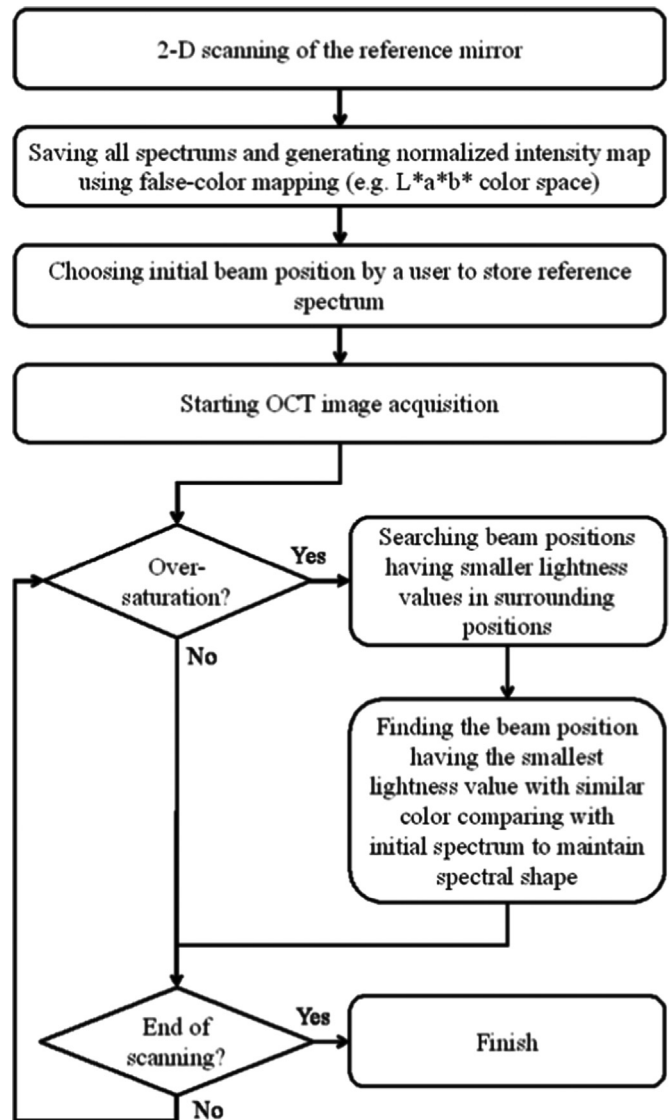 2-D scanning of the reference mirror
Saving all spectrums and generating normalized intensity map
using false-color mapping (e.g. L*a*b* color space)
Choosing initial beam position by a user to store reference
spectrum
Starting OCT image acquisition
Over-
saturation?
Yes
No
Searching beam positions
having smaller lightness
values in surrounding
positions
Finding the beam position
having the smallest
lightness value with similar
color comparing with
initial spectrum to maintain
spectral shape
End of
scanning?
Yes
No
Finish